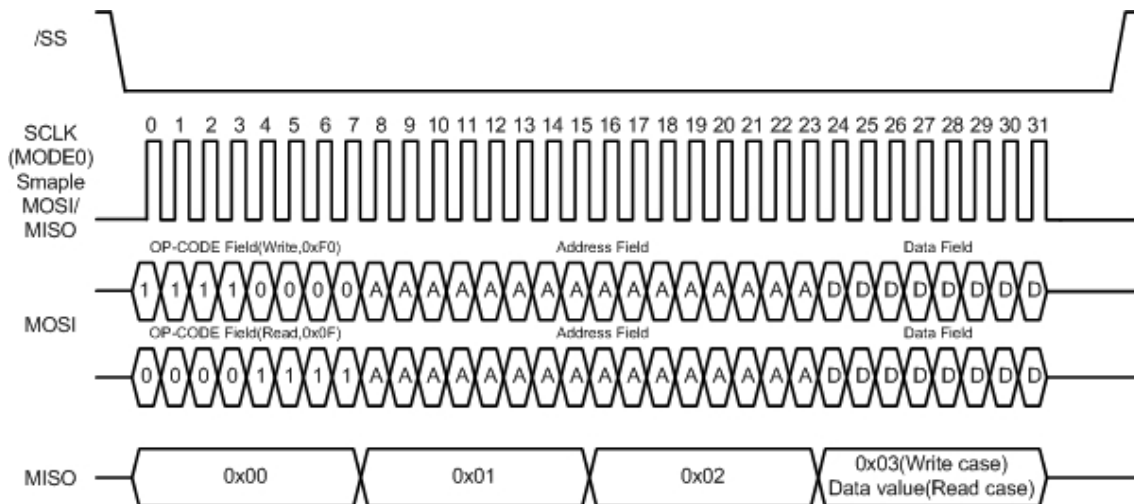 /SS
0 1 2 3 4 5 6 7 8 9 10 11 12 13 14 15 16 17 18 19 20 21 22 23 24 25 26 27 28 29 30 31
SCLK
(MODE0)
Smaple
MOSI/
MISO
OP-CODE Field(Write,0xF0) Address Field Data Field
1 1 1 1 0 0 0 0 A A A A A A A A A A A A A A A A D D D D D D D D
MOSI
OP-CODE Field(Read,0x0F) Address Field Data Field
0 0 0 0 1 1 1 1 A A A A A A A A A A A A A A A A D D D D D D D D
MISO 0x00 0x01 0x02 0x03(Write case)
Data value(Read case)